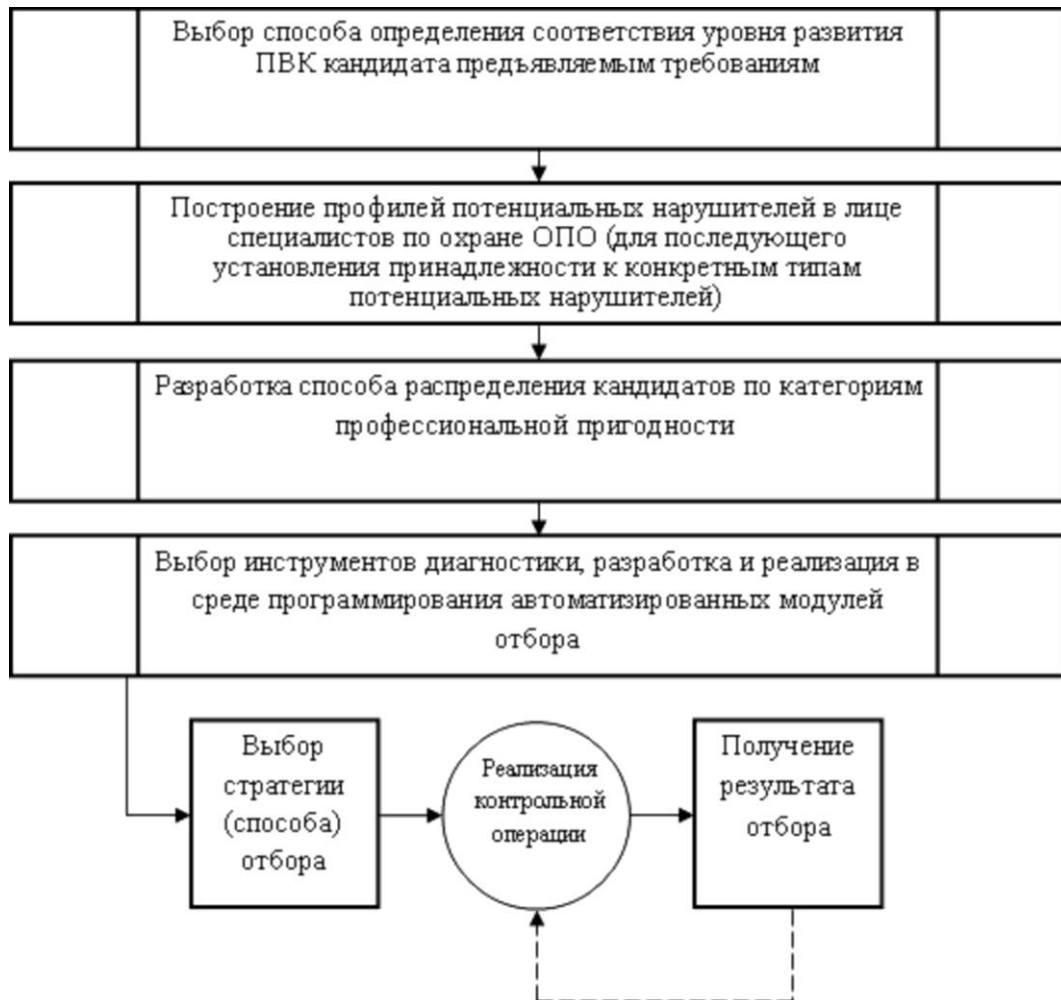 Выбор способа определения соответствия уровня развития
ПВК кандидата предъявляемым требованиям
Построение профилей потенциальных нарушителей в лице
специалистов по охране ОПО (для последующего
установления принадлежности к конкретным типам
потенциальных нарушителей)
Разработка способа распределения кандидатов по категориям
профессиональной пригодности
Выбор инструментов диагностики, разработка и реализация в
среде программирования автоматизированных модулей
отбора
Выбор
стратегии
(способа)
отбора
Реализация
контрольной
операции
Получение
результата
отбора